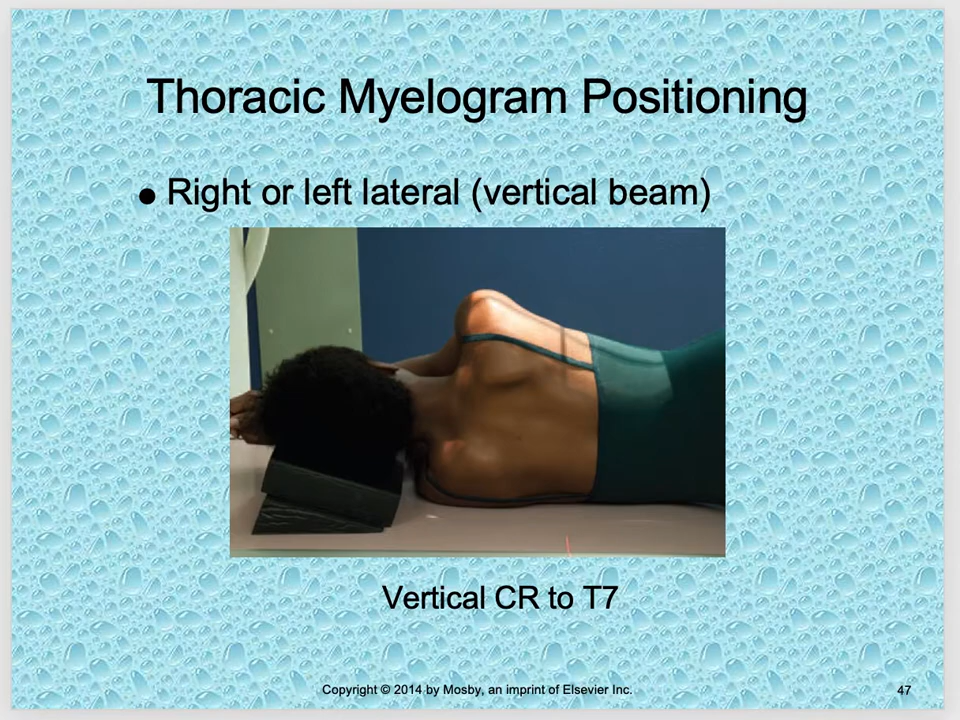 Thoracic Myelogram Positioning
● Right or left lateral (vertical beam)
Vertical CR to T7
Copyright © 2014 by Mosby, an imprint of Elsevier Inc.
47